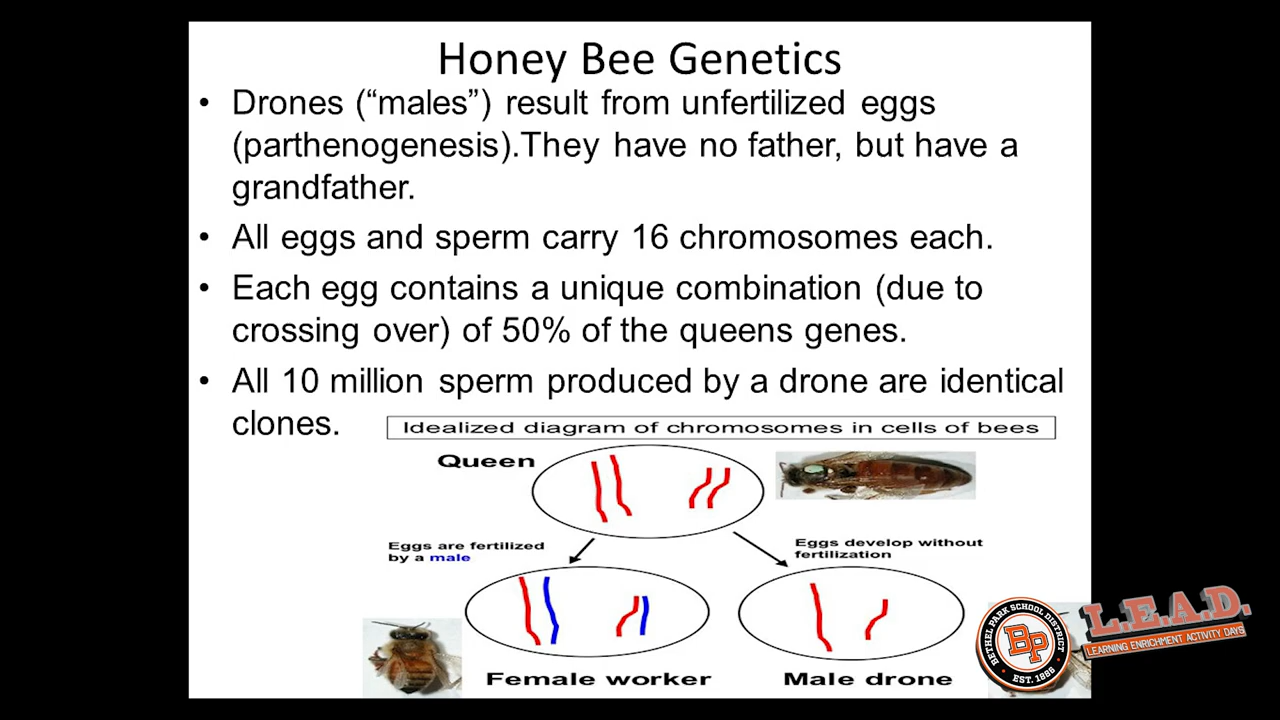 Honey Bee Genetics
• Drones (“males”) result from unfertilized eggs
(parthenogenesis).They have no father, but have a
grandfather.
• All eggs and sperm carry 16 chromosomes each.
• Each egg contains a unique combination (due to
crossing over) of 50% of the queens genes.
• All 10 million sperm produced by a drone are identical
clones.
Idealized diagram of chromosomes in cells of bees
Queen
Eggs are fertilized
by a male
Eggs develop without
fertilization
Female worker
Male drone
BETHEL PARK SCHOOL DISTRICT
BP
EST. 1886
L.E.A.D.
LEARNING ENRICHMENT ACTIVITY DAYS